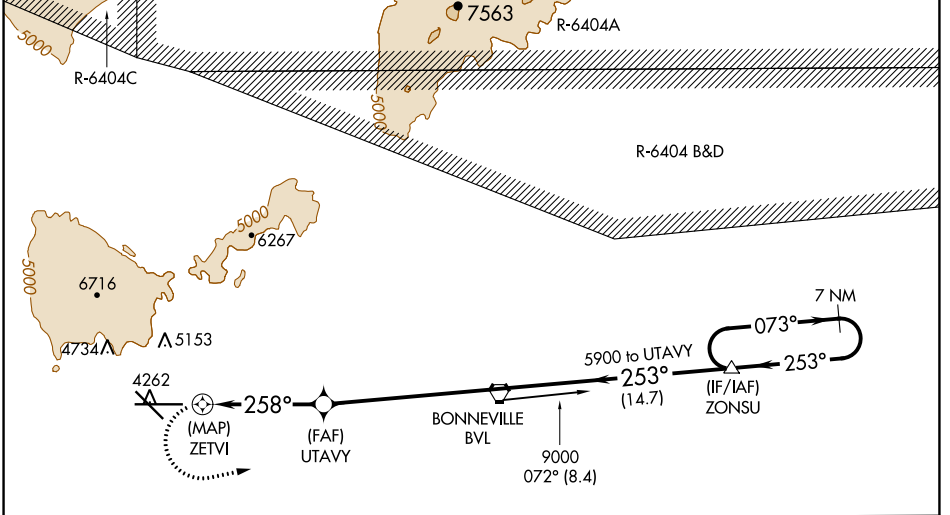 7563
R-6404A
5000
R-6404C
5000
R-6404 B&D
5000
6267
5000
6716
4734
5153
7 NM
073°
5900 to UTAVY
253°
253°
(14.7)
(IF/IAF)
ZONSU
4262
258°
(MAP)
ZETVI
(FAF)
UTAVY
BONNEVILLE
BVL
9000
072° (8.4)